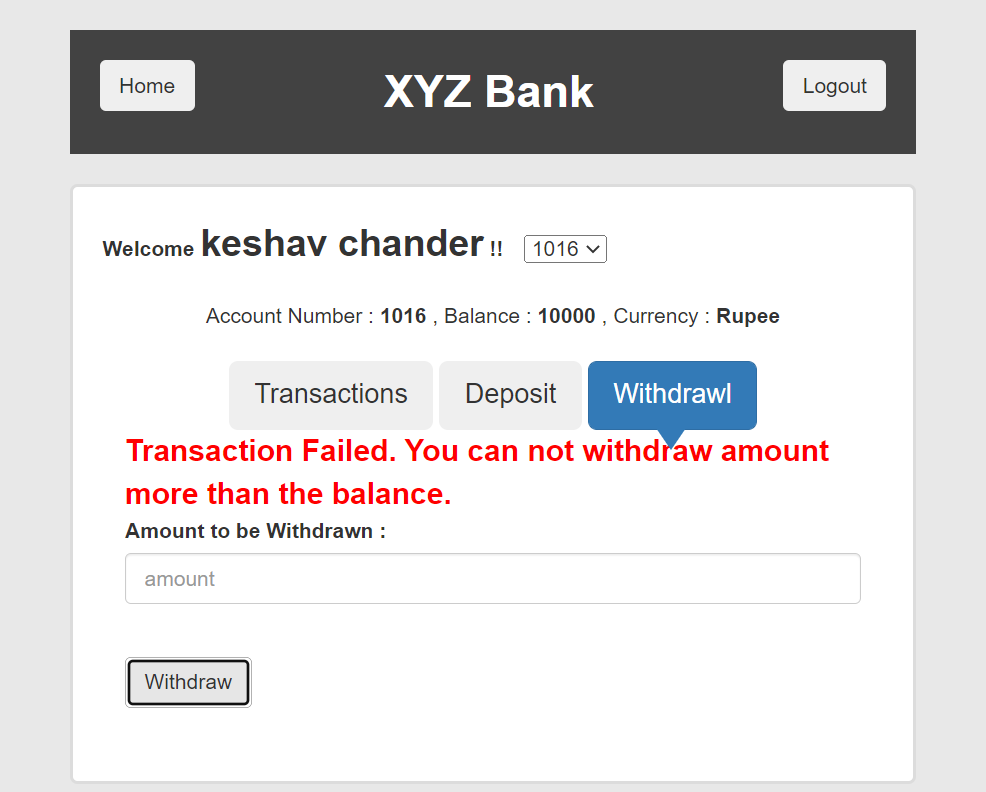 Home XYZ Bank Logout
Welcome keshav chander !! 1016
Account Number : 1016 , Balance : 10000 , Currency : Rupee
Transactions Deposit Withdrawl
Transaction Failed. You can not withdraw amount
more than the balance.
Amount to be Withdrawn :
amount
Withdraw